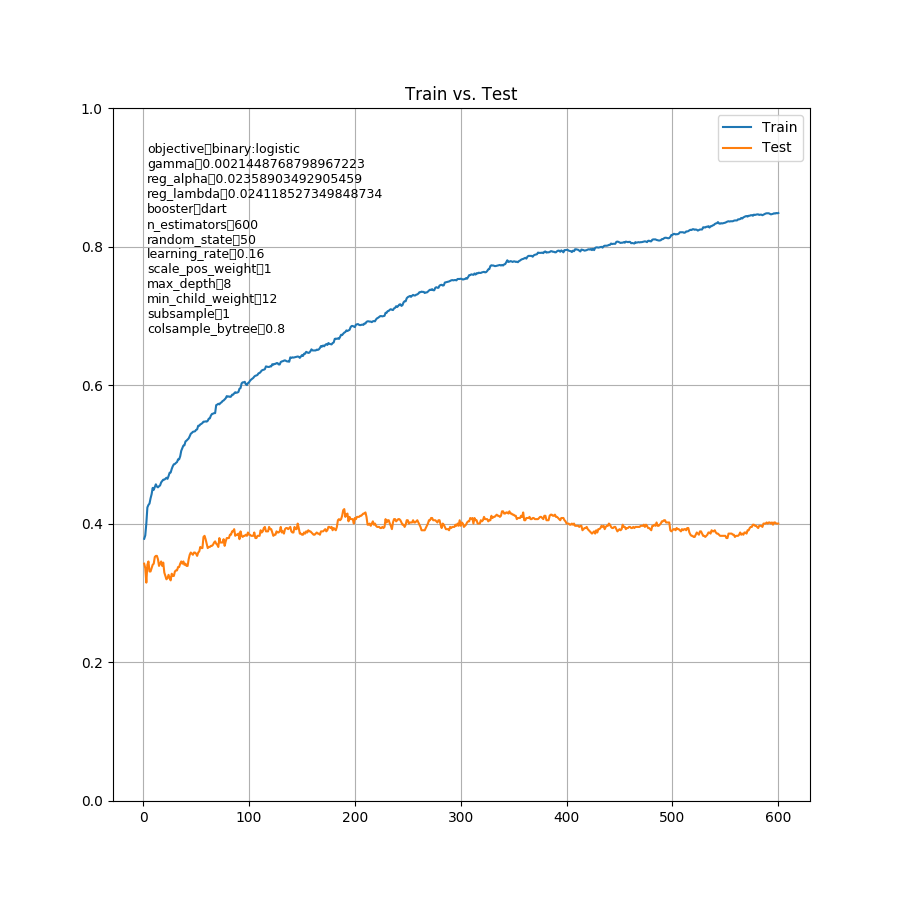 Train vs. Test
1.0
0.8
0.6
0.4
0.2
0.0
objective▯binary:logistic
gamma▯0.0021448768798967223
reg_alpha▯0.02358903492905459
reg_lambda▯0.024118527349848734
booster▯dart
n_estimators▯600
random_state▯50
learning_rate▯0.16
scale_pos_weight▯1
max_depth▯8
min_child_weight▯12
subsample▯1
colsample_bytree▯0.8
Train
Test
0 100 200 300 400 500 600